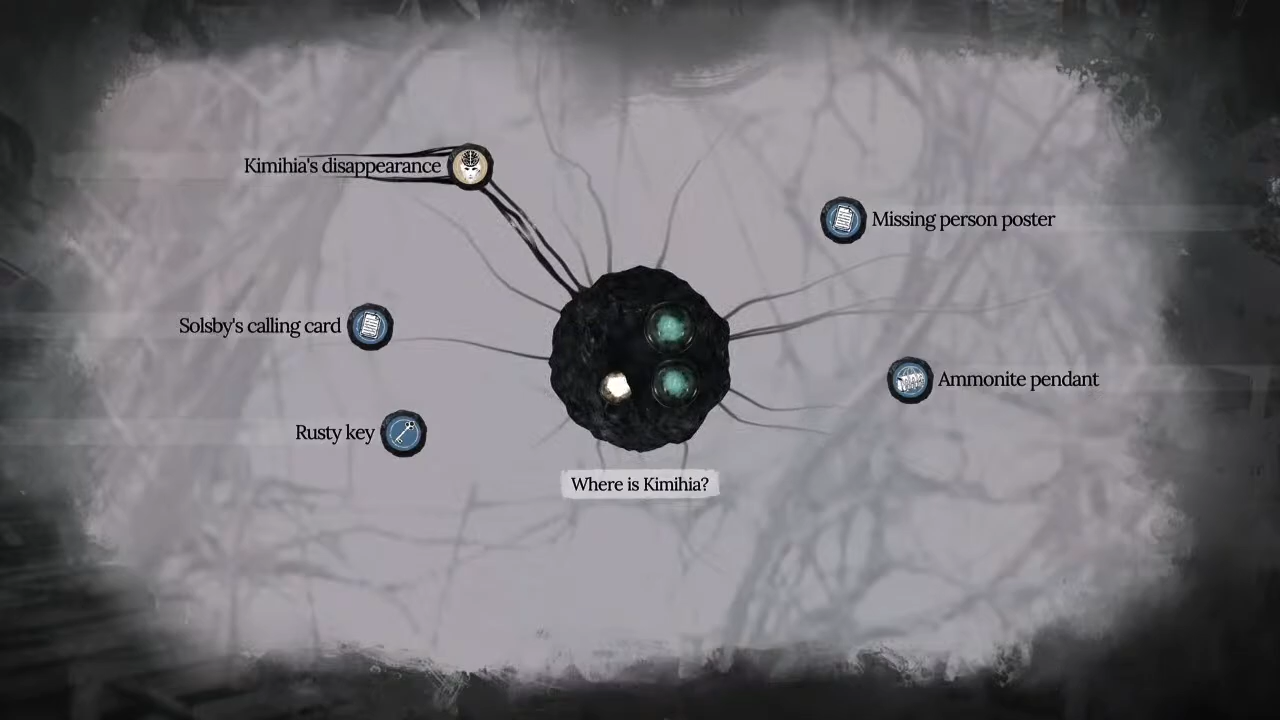 Kimihia's disappearance
Missing person poster
Solsby's calling card
Ammonite pendant
Rusty key
Where is Kimihia?